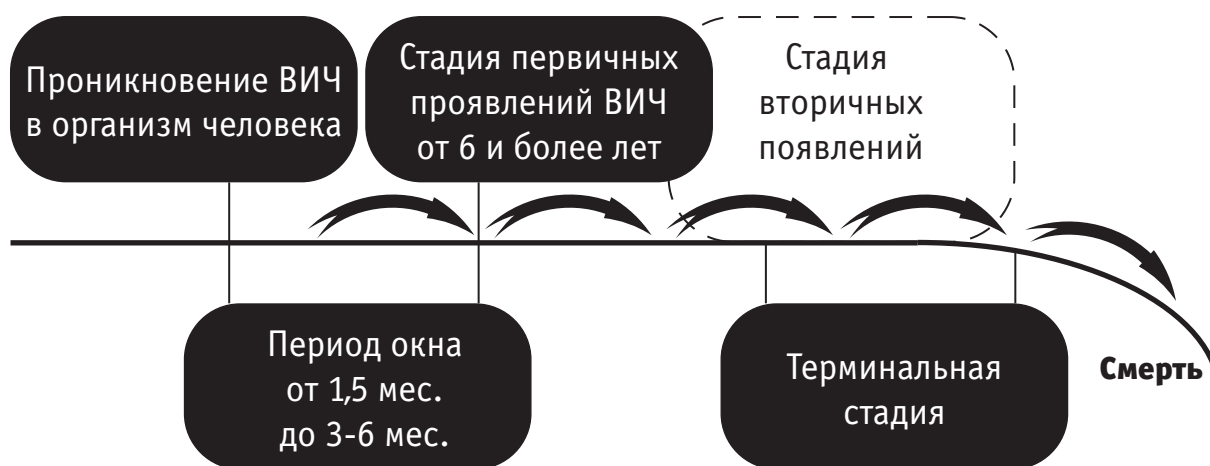 Проникновение ВИЧ
в организм человека
Стадия первичных
проявлений ВИЧ
от 6 и более лет
Стадия
вторичных
появлений
Период окна
от 1,5 мес.
до 3-6 мес.
Терминальная
стадия
Смерть